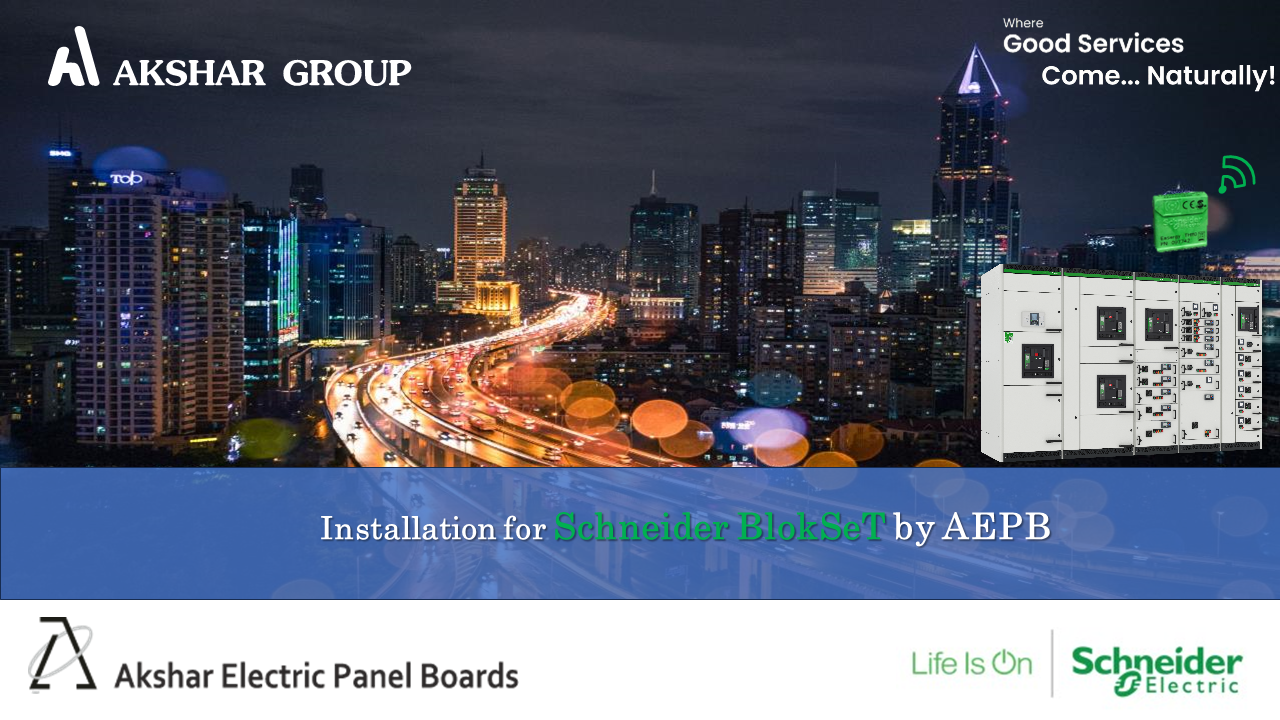 AKSHAR GROUP
Where
Good Services
Come... Naturally!
TOP
Installation for Schneider BlokSeT by AEPB
Akshar Electric Panel Boards
Life Is On
Schneider
Electric